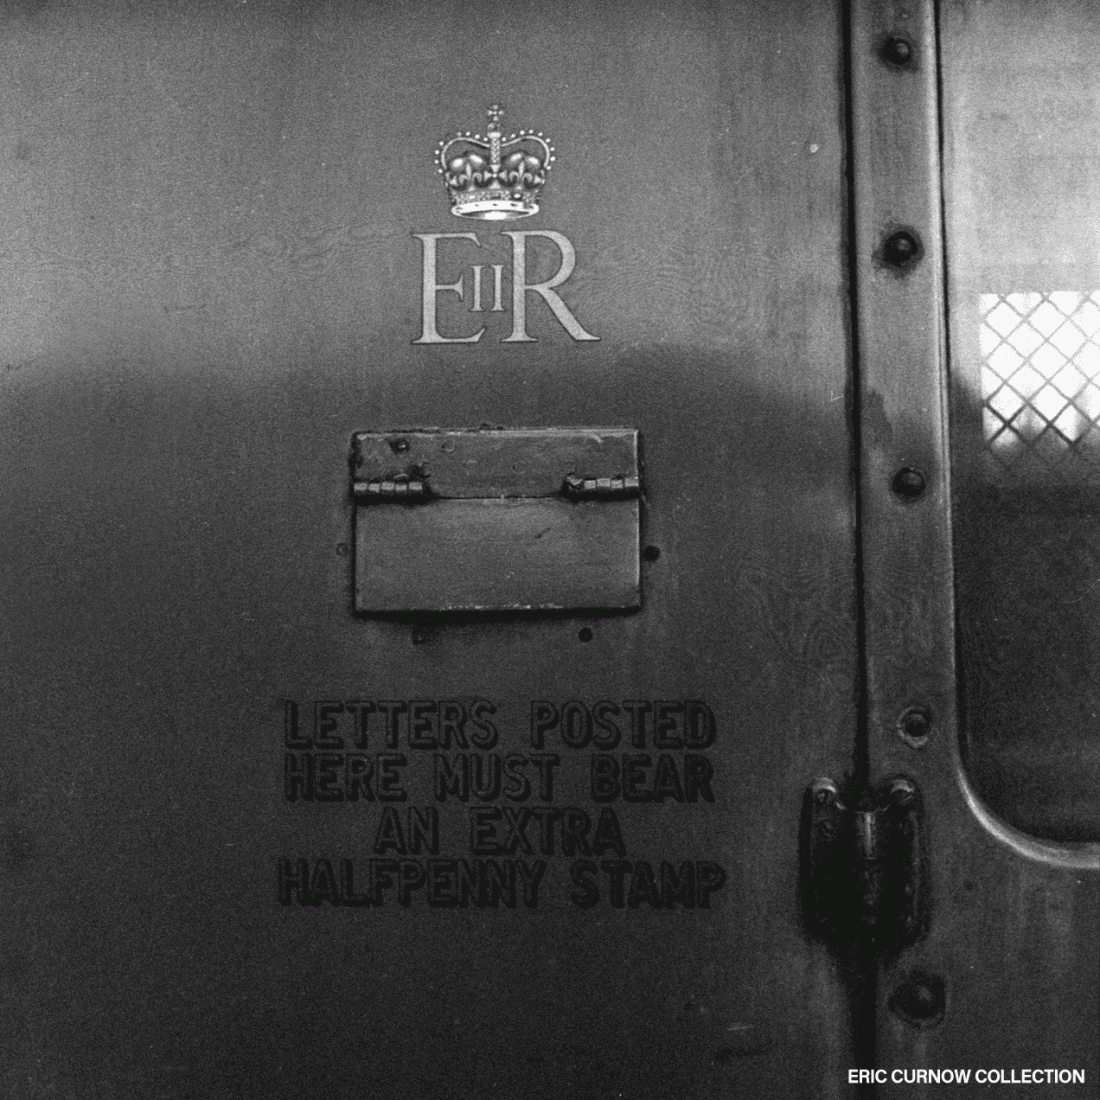 EIIR
LETTERS POSTED
HERE MUST BEAR
AN EXTRA
HALFPENNY STAMP
ERIC CURNOW COLLECTION